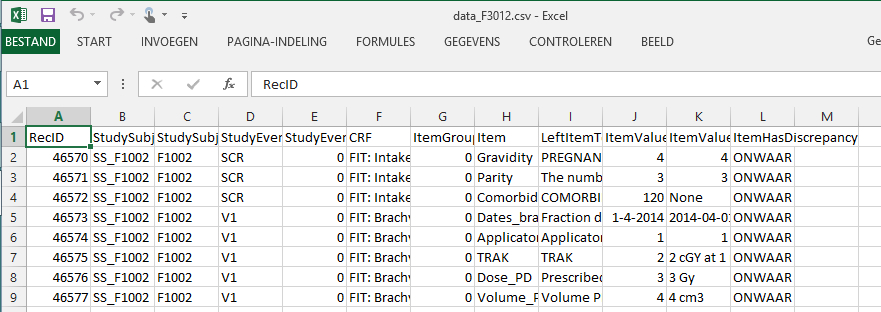 data_F3012.csv - Excel
BESTAND START INVOEGEN PAGINA-INDELING FORMULES GEGEVENS CONTROLEREN BEELD Ge
A1 fx RecID
A B C D E F G H I J K L M
1 RecID StudySubj StudySubj StudyEver StudyEver CRF ItemGrou Item LeftItemT ItemValue ItemValue ItemHasDiscrepancy
2 46570 SS_F1002 F1002 SCR 0 FIT: Intake 0 Gravidity PREGNAN 4 4 ONWAAR
3 46571 SS_F1002 F1002 SCR 0 FIT: Intake 0 Parity The numb 3 3 ONWAAR
4 46572 SS_F1002 F1002 SCR 0 FIT: Intake 0 Comorbid COMORBI 120 None ONWAAR
5 46573 SS_F1002 F1002 V1 0 FIT: Brachy 0 Dates_bra Fraction d 1-4-2014 2014-04-01 ONWAAR
6 46574 SS_F1002 F1002 V1 0 FIT: Brachy 0 Applicator Applicator 1 1 ONWAAR
7 46575 SS_F1002 F1002 V1 0 FIT: Brachy 0 TRAK TRAK 2 2 cGY at 1 ONWAAR
8 46576 SS_F1002 F1002 V1 0 FIT: Brachy 0 Dose_PD Prescribed 3 3 Gy ONWAAR
9 46577 SS_F1002 F1002 V1 0 FIT: Brachy 0 Volume_P Volume P 4 4 cm3 ONWAAR